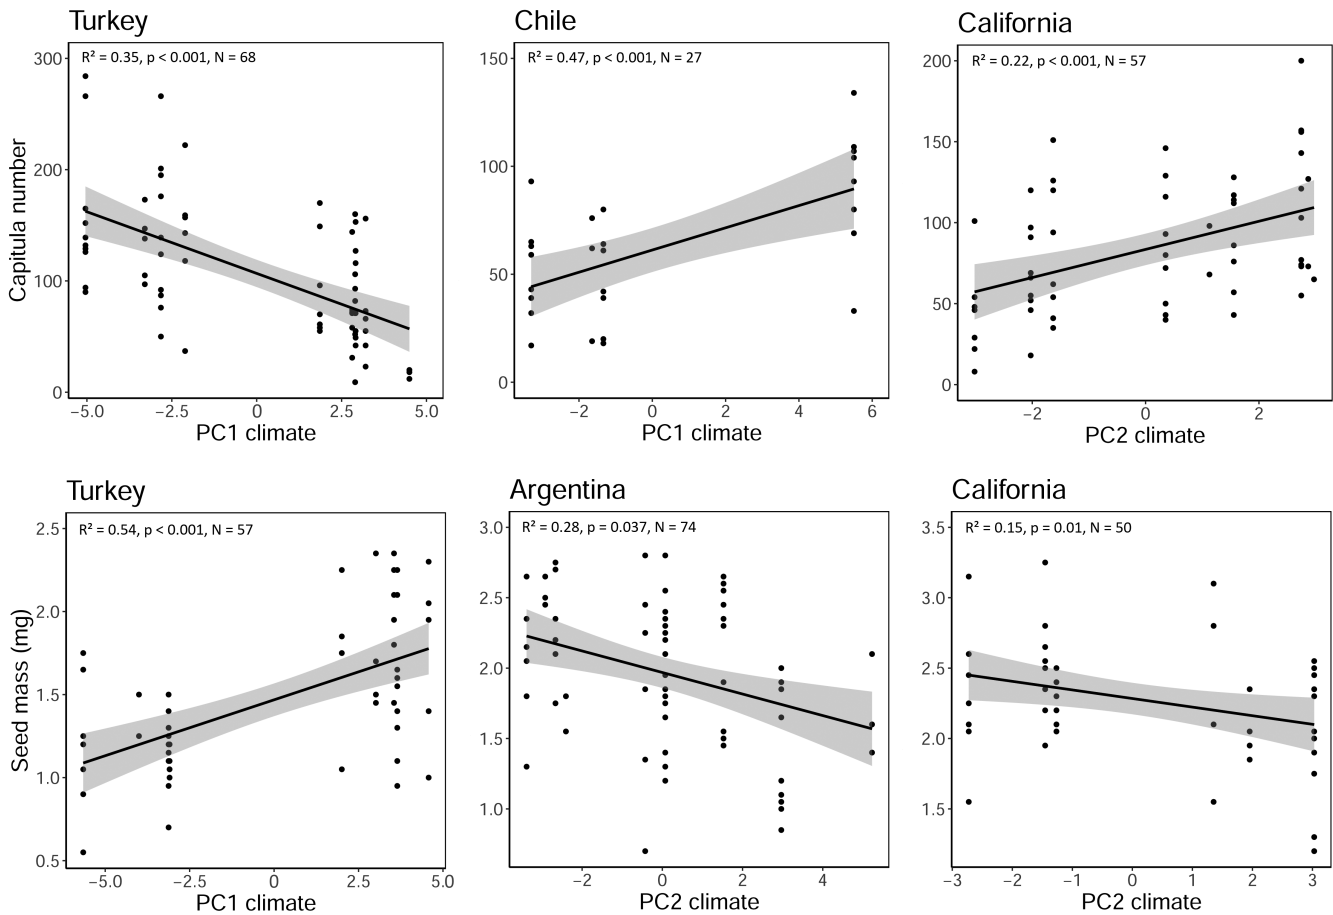 Turkey
R² = 0.35, p < 0.001, N = 68
Capitula number
300
200
100
0
−5.0 −2.5 0 2.5 5.0
PC1 climate
Chile
R² = 0.47, p < 0.001, N = 27
150
100
50
0
−2 0 2 4 6
PC1 climate
California
R² = 0.22, p < 0.001, N = 57
200
150
100
50
0
−2 0 2
PC2 climate
Turkey
R² = 0.54, p < 0.001, N = 57
Seed mass (mg)
2.5
2.0
1.5
1.0
0.5
−5.0 −2.5 0 2.5 5.0
PC1 climate
Argentina
R² = 0.28, p = 0.037, N = 74
3.0
2.5
2.0
1.5
1.0
−2 0 2 4
PC2 climate
California
R² = 0.15, p = 0.01, N = 50
3.5
3.0
2.5
2.0
1.5
−3 −2 −1 0 1 2 3
PC2 climate